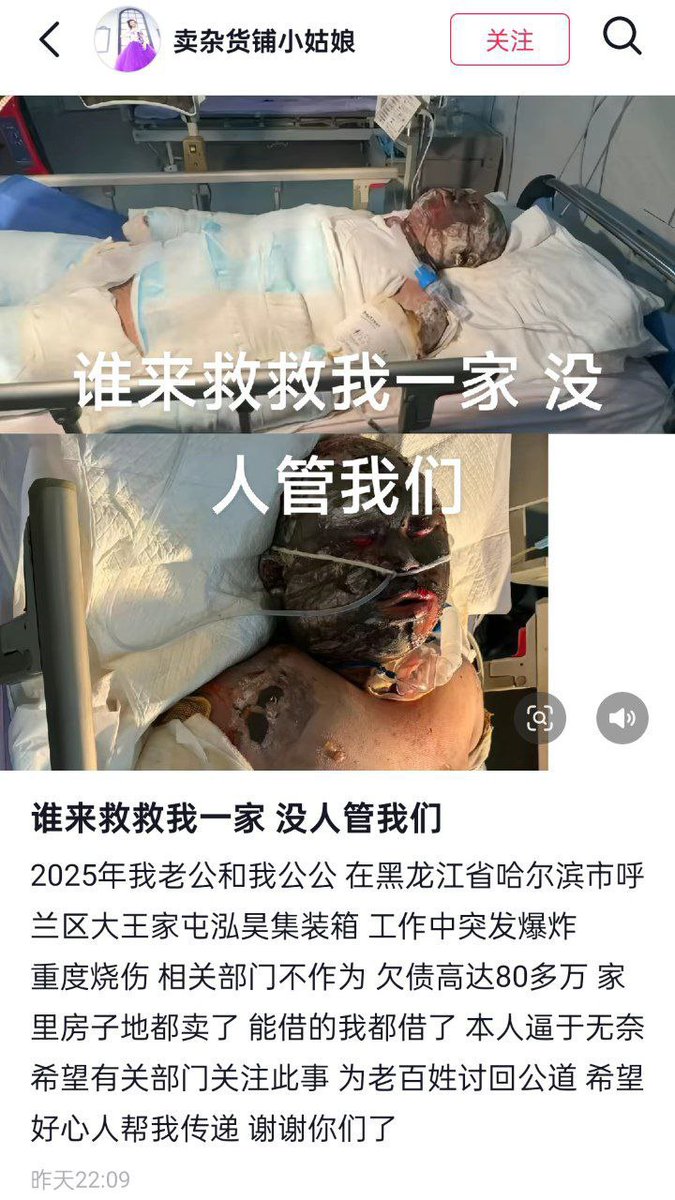 卖杂货铺小姑娘
关注
谁来救救我一家 没
人管我们
谁来救救我一家 没人管我们
2025年我老公和我公公 在黑龙江省哈尔滨市呼
兰区大王家屯泓昊集装箱 工作中突发爆炸
重度烧伤 相关部门不作为 欠债高达80多万 家
里房子地都卖了 能借的我都借了 本人逼于无奈
希望有关部门关注此事 为老百姓讨回公道 希望
好心人帮我传递 谢谢你们了
昨天22:09